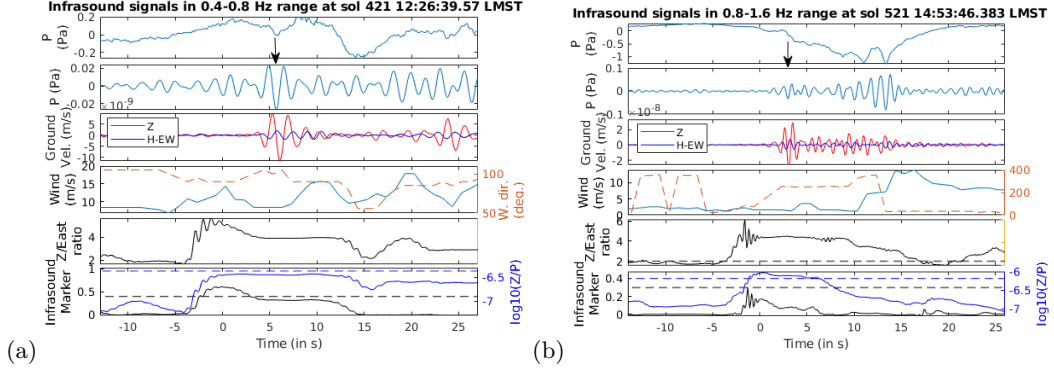 Infrasound signals in 0.4-0.8 Hz range at sol 421 12:26:39.57 LMST
P
(Pa)
0.2
0
-0.2
P (Pa)
0.02
0
-0.02
×10⁻⁹
Ground
Vel. (m/s)
10
5
0
-5
-10
Z
H-EW
Wind
(m/s)
20
15
10
100
50
W. dir.
(deg.)
Z/East
ratio
4
2
Infrasound
Marker
1
0.5
0
-6.5
-7
log10(Z/P)
-10 -5 0 5 10 15 20 25
Time (in s)
(a)
Infrasound signals in 0.8-1.6 Hz range at sol 521 14:53:46.383 LMST
P
(Pa)
0
-0.5
-1
P (Pa)
0.1
0
-0.1
×10⁻⁸
Ground
Vel. (m/s)
2
0
-2
Z
H-EW
Wind
(m/s)
10
5
0
400
200
0
Z/East
ratio
6
4
2
Infrasound
Marker
0.4
0.2
0
-6
-6.5
-7
log10(Z/P)
-10 -5 0 5 10 15 20 25
Time (in s)
(b)